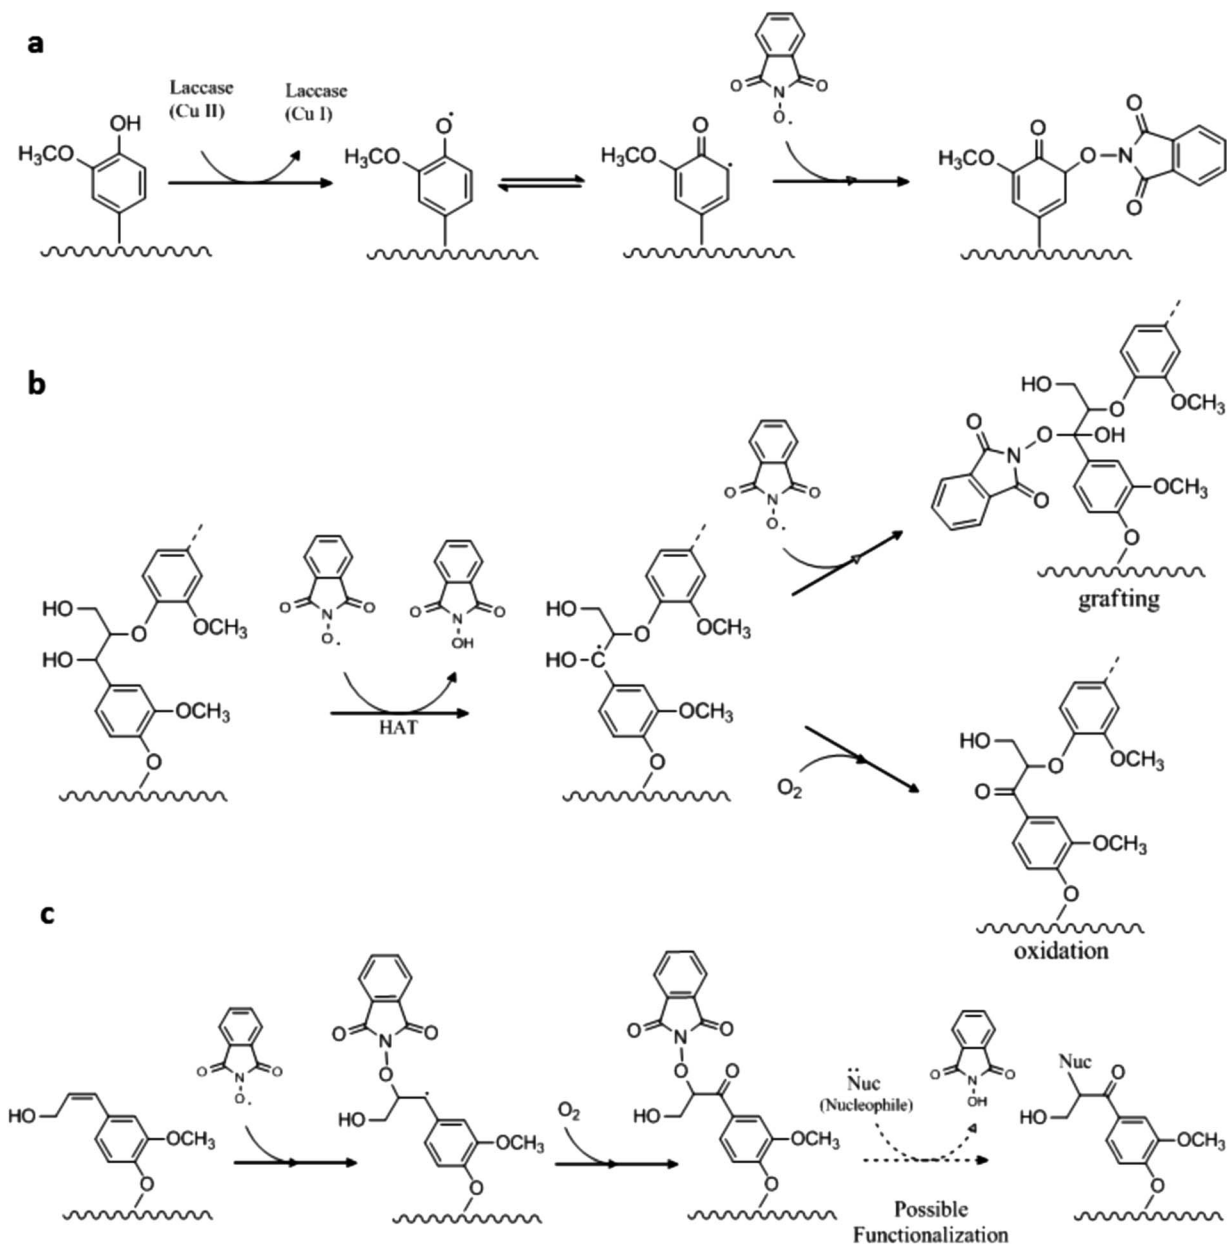 a
Laccase
(Cu II)
Laccase
(Cu I)
OH
H3CO
O·
H3CO
O
H3CO
O
O
N
O·
O
H3CO
O
N
O
O
b
HO
HO
O
OCH3
OCH3
O
O
O
N
O·
O
O
N
OH
HAT
HO
HO-C·
O
OCH3
OCH3
O
O
O
N
O·
HO
O
OCH3
O
O
N
O
OH
OCH3
O
grafting
O2
HO
O
O
OCH3
OCH3
O
oxidation
c
HO
OCH3
O
O
O
N
O·
O
O
N
O
HO
·
OCH3
O
O2
O
O
N
O
O
HO
OCH3
O
N̈uc
(Nucleophile)
O
O
N
OH
Possible
Functionalization
Nuc
O
HO
OCH3
O